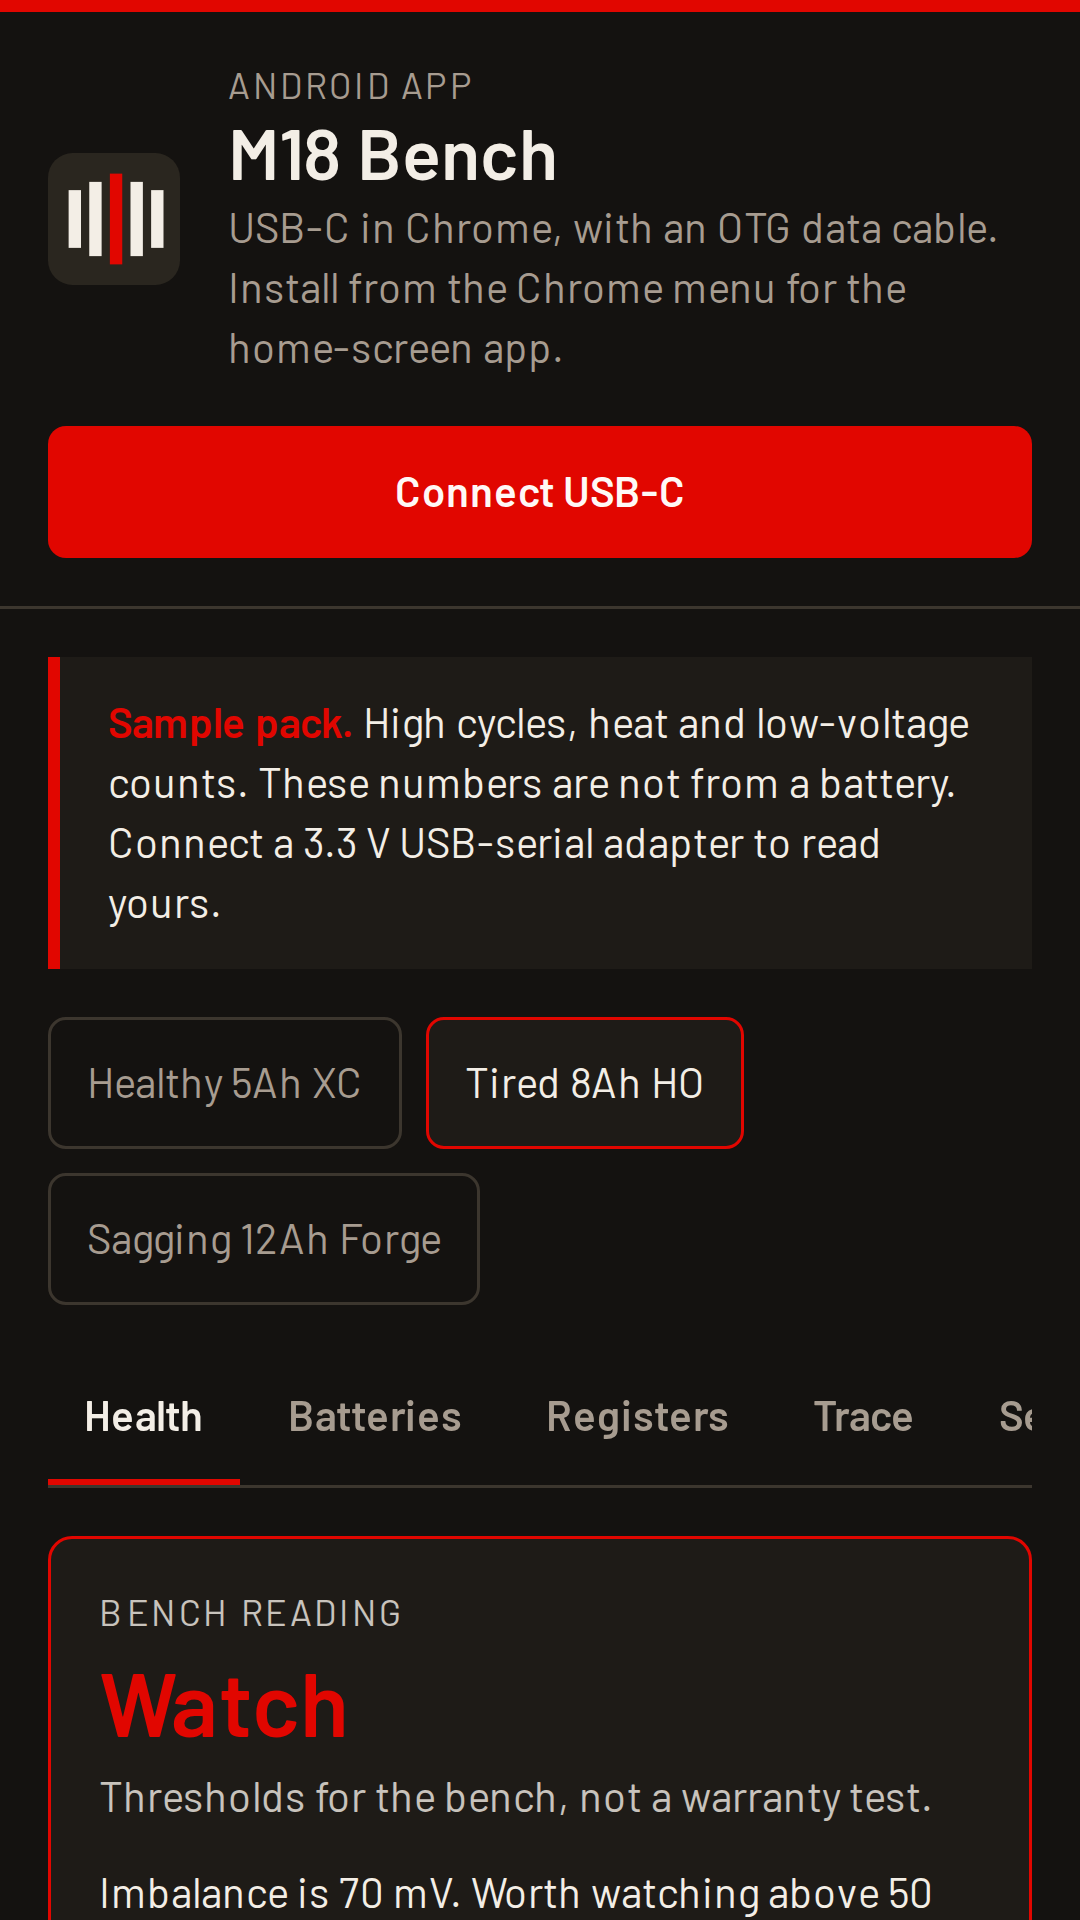 ANDROID APP
M18 Bench
USB-C in Chrome, with an OTG data cable.
Install from the Chrome menu for the
home-screen app.
Connect USB-C
Sample pack. High cycles, heat and low-voltage
counts. These numbers are not from a battery.
Connect a 3.3 V USB-serial adapter to read
yours.
Healthy 5Ah XC
Tired 8Ah HO
Sagging 12Ah Forge
Health Batteries Registers Trace
BENCH READING
Watch
Thresholds for the bench, not a warranty test.
Imbalance is 70 mV. Worth watching above 50